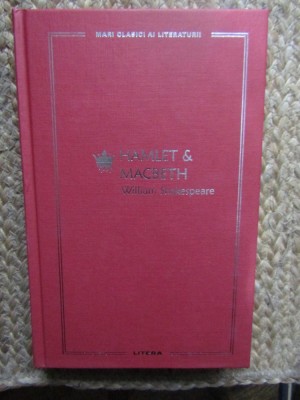 MARI CLASICI AI LITERATURII
HAMLET &
MACBETH
William Shakespeare
LITERA